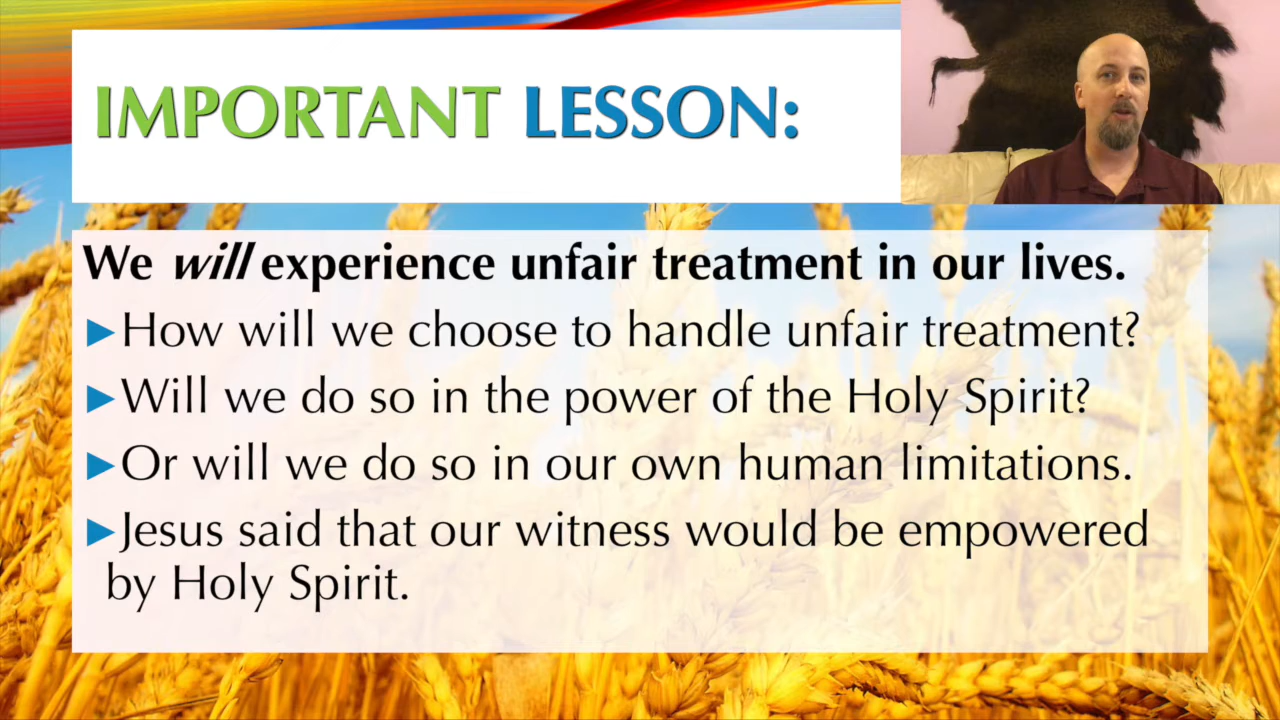 IMPORTANT LESSON:
We will experience unfair treatment in our lives.
►How will we choose to handle unfair treatment?
►Will we do so in the power of the Holy Spirit?
►Or will we do so in our own human limitations.
►Jesus said that our witness would be empowered
by Holy Spirit.